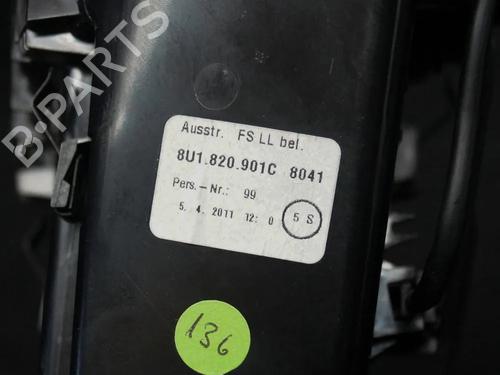 B-PARTS
Ausstr. FS LL bel.
8U1.820.901C 8041
Pers.-Nr.: 99
5. 4. 2011 12: 0 5 S
136